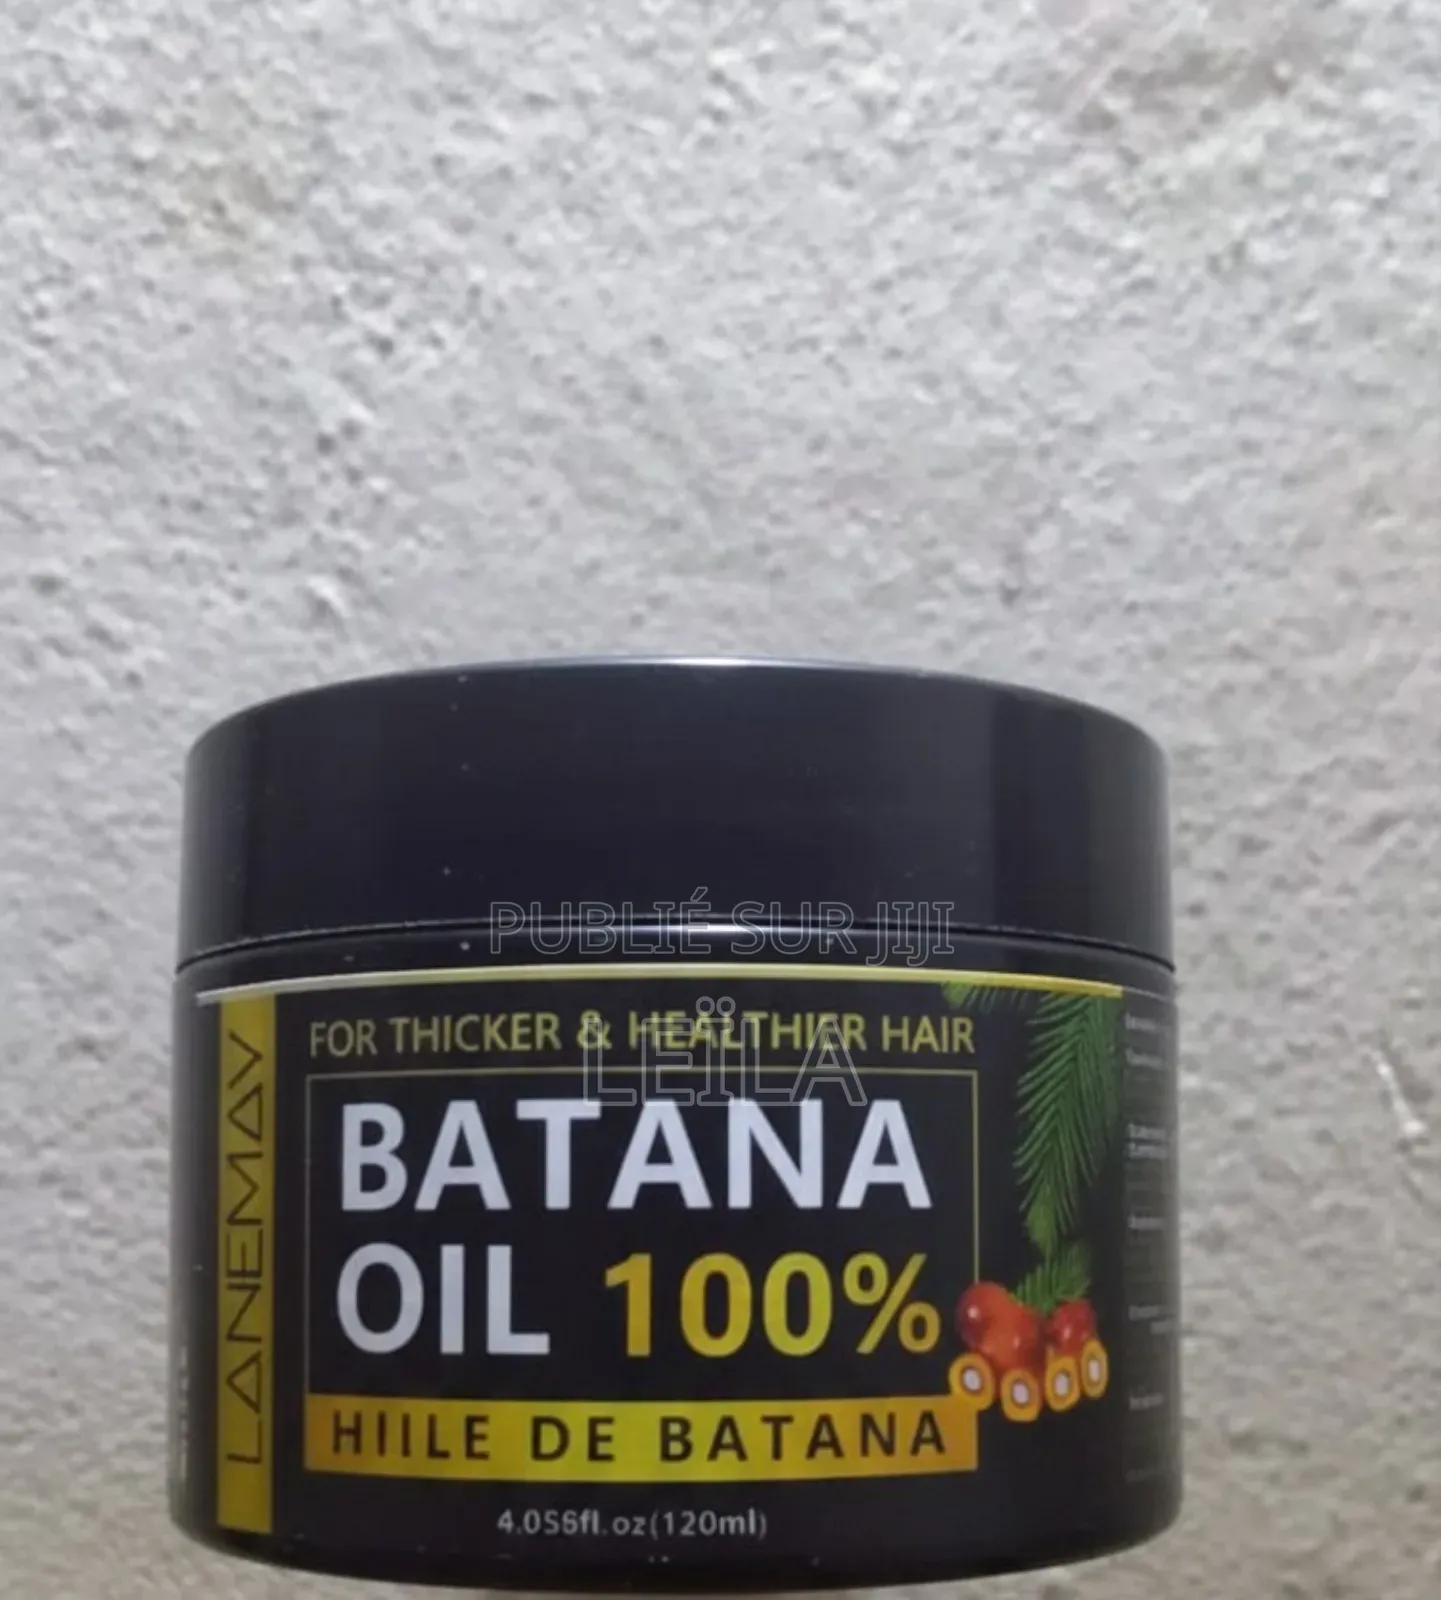 PUBLIÉ SUR JIJI
LEÏLA
LANEMAV
FOR THICKER & HEALTHIER HAIR
BATANA
OIL 100%
HIILE DE BATANA
4.056fl.oz(120ml)